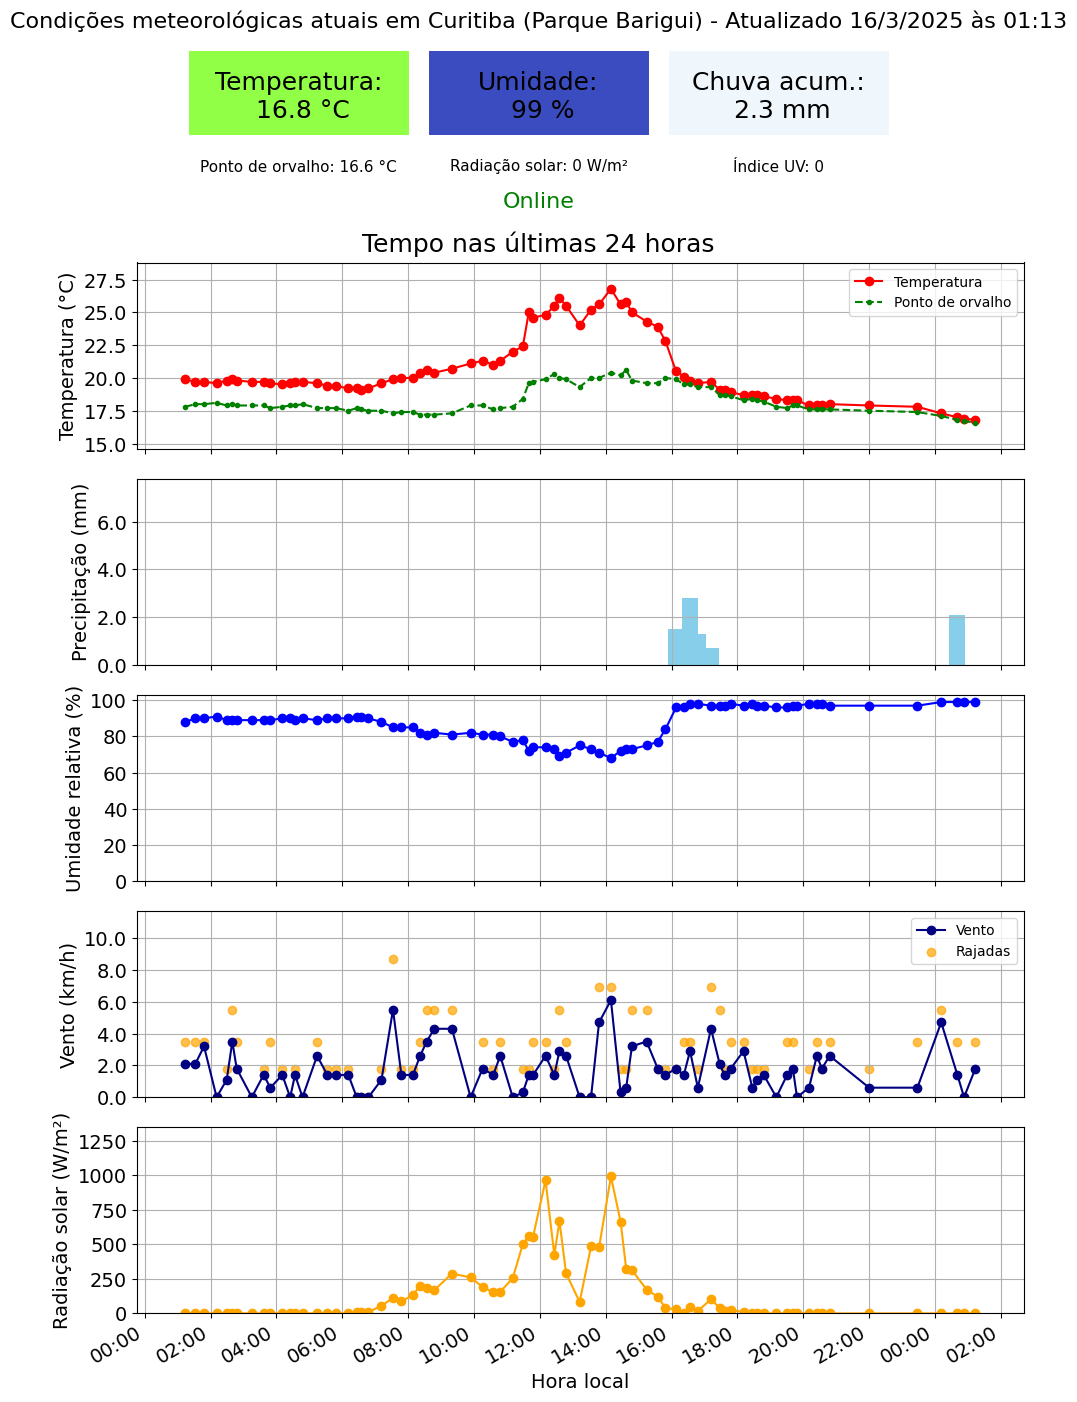 Condições meteorológicas atuais em Curitiba (Parque Barigui) - Atualizado 16/3/2025 às 01:13
Temperatura:
16.8 °C
Umidade:
99 %
Chuva acum.:
2.3 mm
Ponto de orvalho: 16.6 °C
Radiação solar: 0 W/m²
Índice UV: 0
Online
Tempo nas últimas 24 horas
Temperatura (°C)
27.5
25.0
22.5
20.0
17.5
15.0
Temperatura
Ponto de orvalho
Precipitação (mm)
6.0
4.0
2.0
0.0
Umidade relativa (%)
100
80
60
40
20
0
Vento (km/h)
10.0
8.0
6.0
4.0
2.0
0.0
Vento
Rajadas
Radiação solar (W/m²)
1250
1000
750
500
250
0
00:00
02:00
04:00
06:00
08:00
10:00
12:00
14:00
16:00
18:00
20:00
22:00
00:00
02:00
Hora local